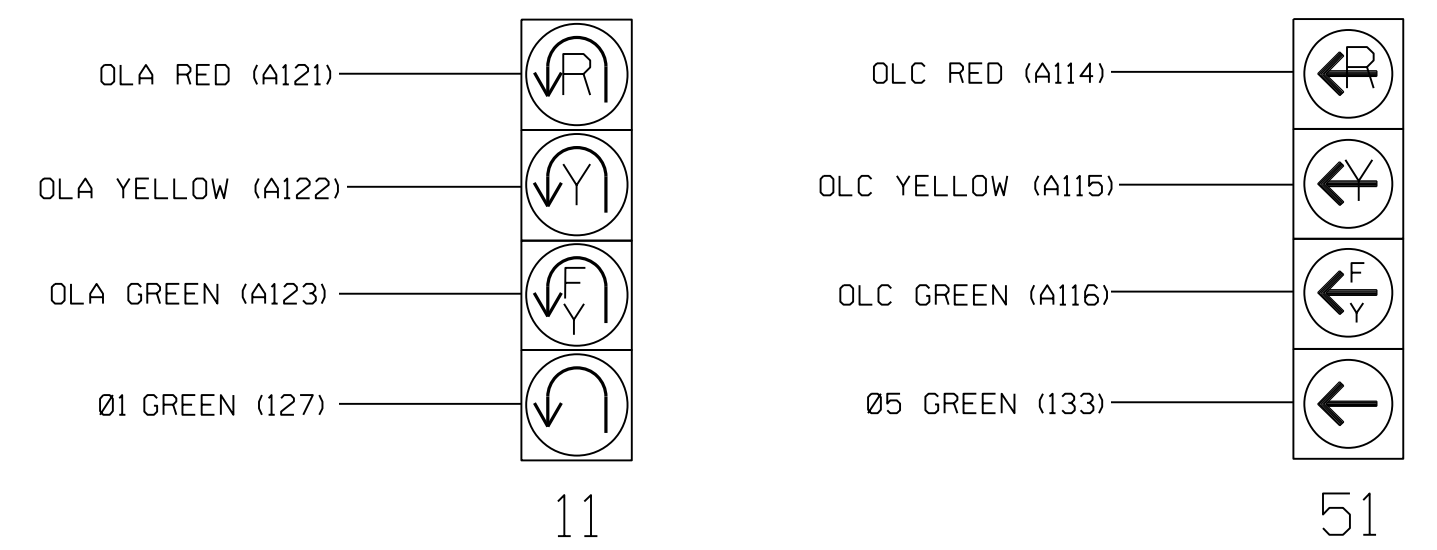 OLA RED (A121)
R
OLA YELLOW (A122)
Y
OLA GREEN (A123)
F
Y
Ø1 GREEN (127)
11
OLC RED (A114)
R
OLC YELLOW (A115)
Y
OLC GREEN (A116)
F
Y
Ø5 GREEN (133)
51